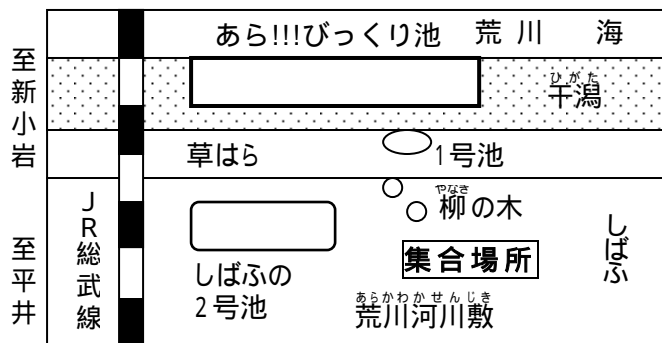 至新小岩
至平井
JR総武線
あら!!!びっくり池 荒川 海
ひがた
干潟
草はら 1号池
やなぎ
柳の木
しばふ
集合場所
しばふの
2号池
あらかわかせんじき
荒川河川敷